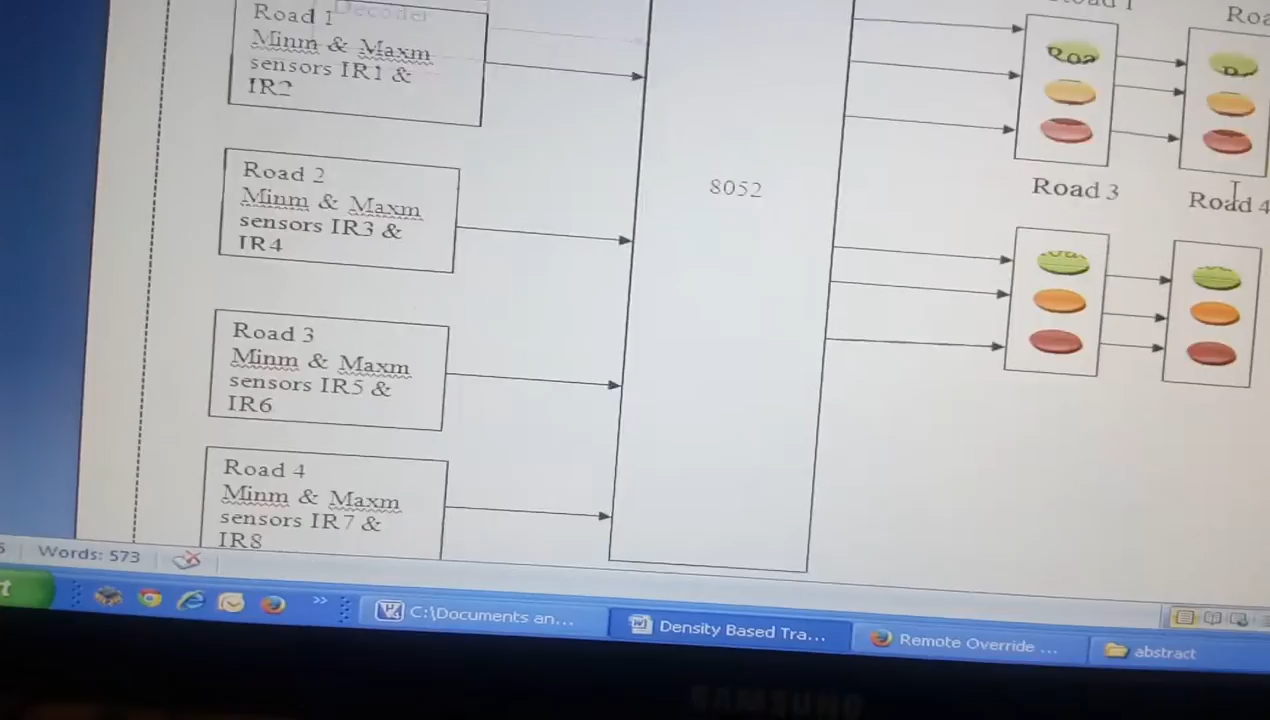 Decoder
Road 1
Minm & Maxm
sensors IR1 &
IR2
Road 2
Minm & Maxm
sensors IR3 &
IR4
Road 3
Minm & Maxm
sensors IR5 &
IR6
Road 4
Minm & Maxm
sensors IR7 &
IR8
8052
Road 3
Road 4
Words: 573
C:\Documents an...
Density Based Tra...
Remote Override ...
abstract
SAMSUNG